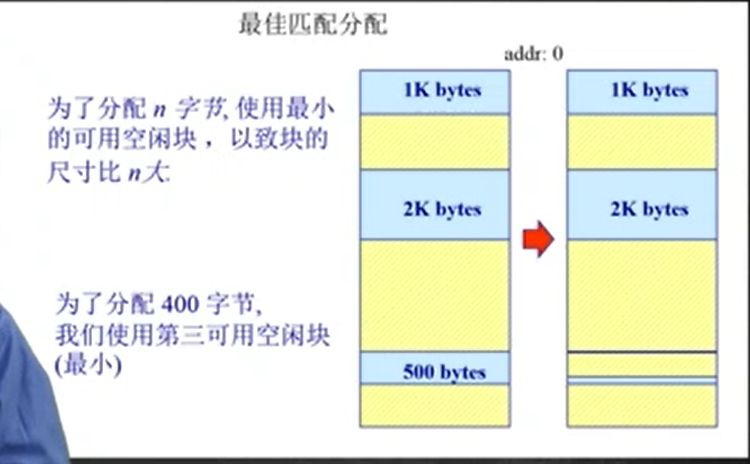 最佳匹配分配
addr: 0
为了分配 n 字节, 使用最小
的可用空闲块，以致块的
尺寸比 n大:
为了分配 400 字节,
我们使用第三可用空闲块
(最小)
1K bytes
2K bytes
500 bytes
1K bytes
2K bytes